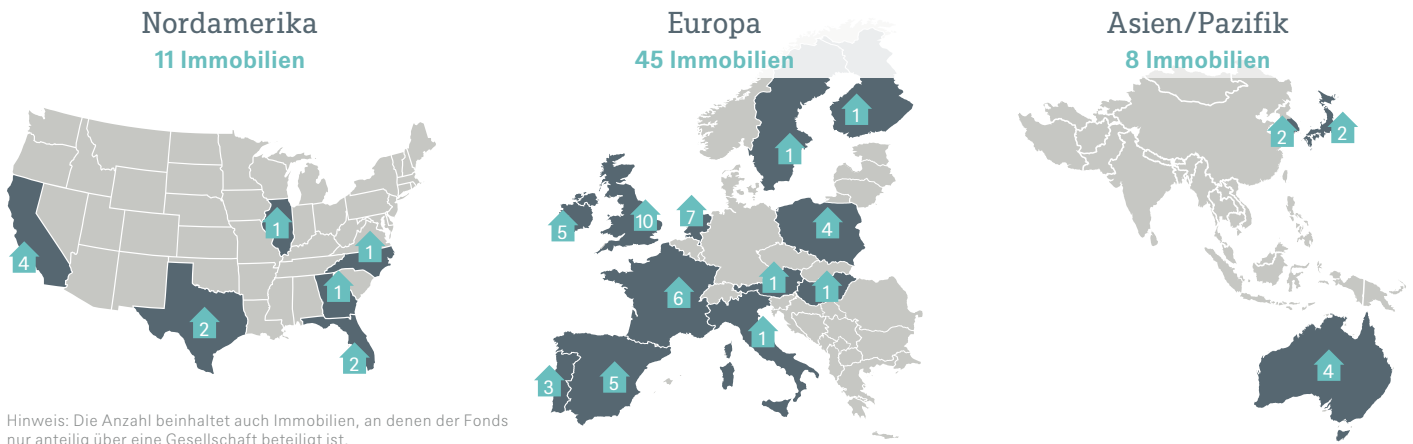 Nordamerika
11 Immobilien
4
1
1
1
2
2
Europa
45 Immobilien
1
1
5
10
7
4
6
1
1
1
3
5
Asien/Pazifik
8 Immobilien
2
2
4
Hinweis: Die Anzahl beinhaltet auch Immobilien, an denen der Fonds
nur anteilig über eine Gesellschaft beteiligt ist.